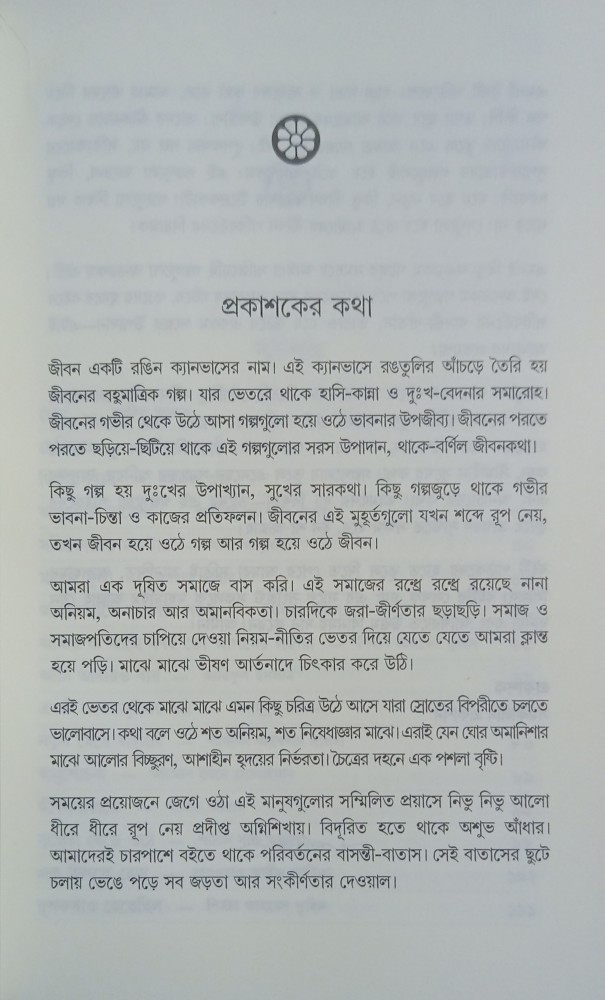 প্রকাশকের কথা
জীবন একটি রঙিন ক্যানভাসের নাম। এই ক্যানভাসে রঙতুলির আঁচড়ে তৈরি হয়
জীবনের বহুমাত্রিক গল্প। যার ভেতরে থাকে হাসি-কান্না ও দুঃখ-বেদনার সমারোহ।
জীবনের গভীর থেকে উঠে আসা গল্পগুলো হয়ে ওঠে ভাবনার উপজীব্য। জীবনের পরতে
পরতে ছড়িয়ে-ছিটিয়ে থাকে এই গল্পগুলোর সরস উপাদান, থাকে-বর্ণিল জীবনকথা।
কিছু গল্প হয় দুঃখের উপাখ্যান, সুখের সারকথা। কিছু গল্পজুড়ে থাকে গভীর
ভাবনা-চিন্তা ও কাজের প্রতিফলন। জীবনের এই মুহূর্তগুলো যখন শব্দে রূপ নেয়,
তখন জীবন হয়ে ওঠে গল্প আর গল্প হয়ে ওঠে জীবন।
আমরা এক দূষিত সমাজে বাস করি। এই সমাজের রন্ধ্রে রন্ধ্রে রয়েছে নানা
অনিয়ম, অনাচার আর অমানবিকতা। চারদিকে জরা-জীর্ণতার ছড়াছড়ি। সমাজ ও
সমাজপতিদের চাপিয়ে দেওয়া নিয়ম-নীতির ভেতর দিয়ে যেতে যেতে আমরা ক্লান্ত
হয়ে পড়ি। মাঝে মাঝে ভীষণ আর্তনাদে চিৎকার করে উঠি।
এরই ভেতর থেকে মাঝে মাঝে এমন কিছু চরিত্র উঠে আসে যারা স্রোতের বিপরীতে চলতে
ভালোবাসে। কথা বলে ওঠে শত অনিয়ম, শত নিষেধাজ্ঞার মাঝে। এরাই যেন ঘোর অমানিশার
মাঝে আলোর বিচ্ছুরণ, আশাহীন হৃদয়ের নির্ভরতা। চৈত্রের দহনে এক পশলা বৃষ্টি।
সময়ের প্রয়োজনে জেগে ওঠা এই মানুষগুলোর সম্মিলিত প্রয়াসে নিভু নিভু আলো
ধীরে ধীরে রূপ নেয় প্রদীপ্ত অগ্নিশিখায়। বিদূরিত হতে থাকে অশুভ আঁধার।
আমাদেরই চারপাশে বইতে থাকে পরিবর্তনের বাসন্তী-বাতাস। সেই বাতাসের ছুটে
চলায় ভেঙে পড়ে সব জড়তা আর সংকীর্ণতার দেওয়াল।